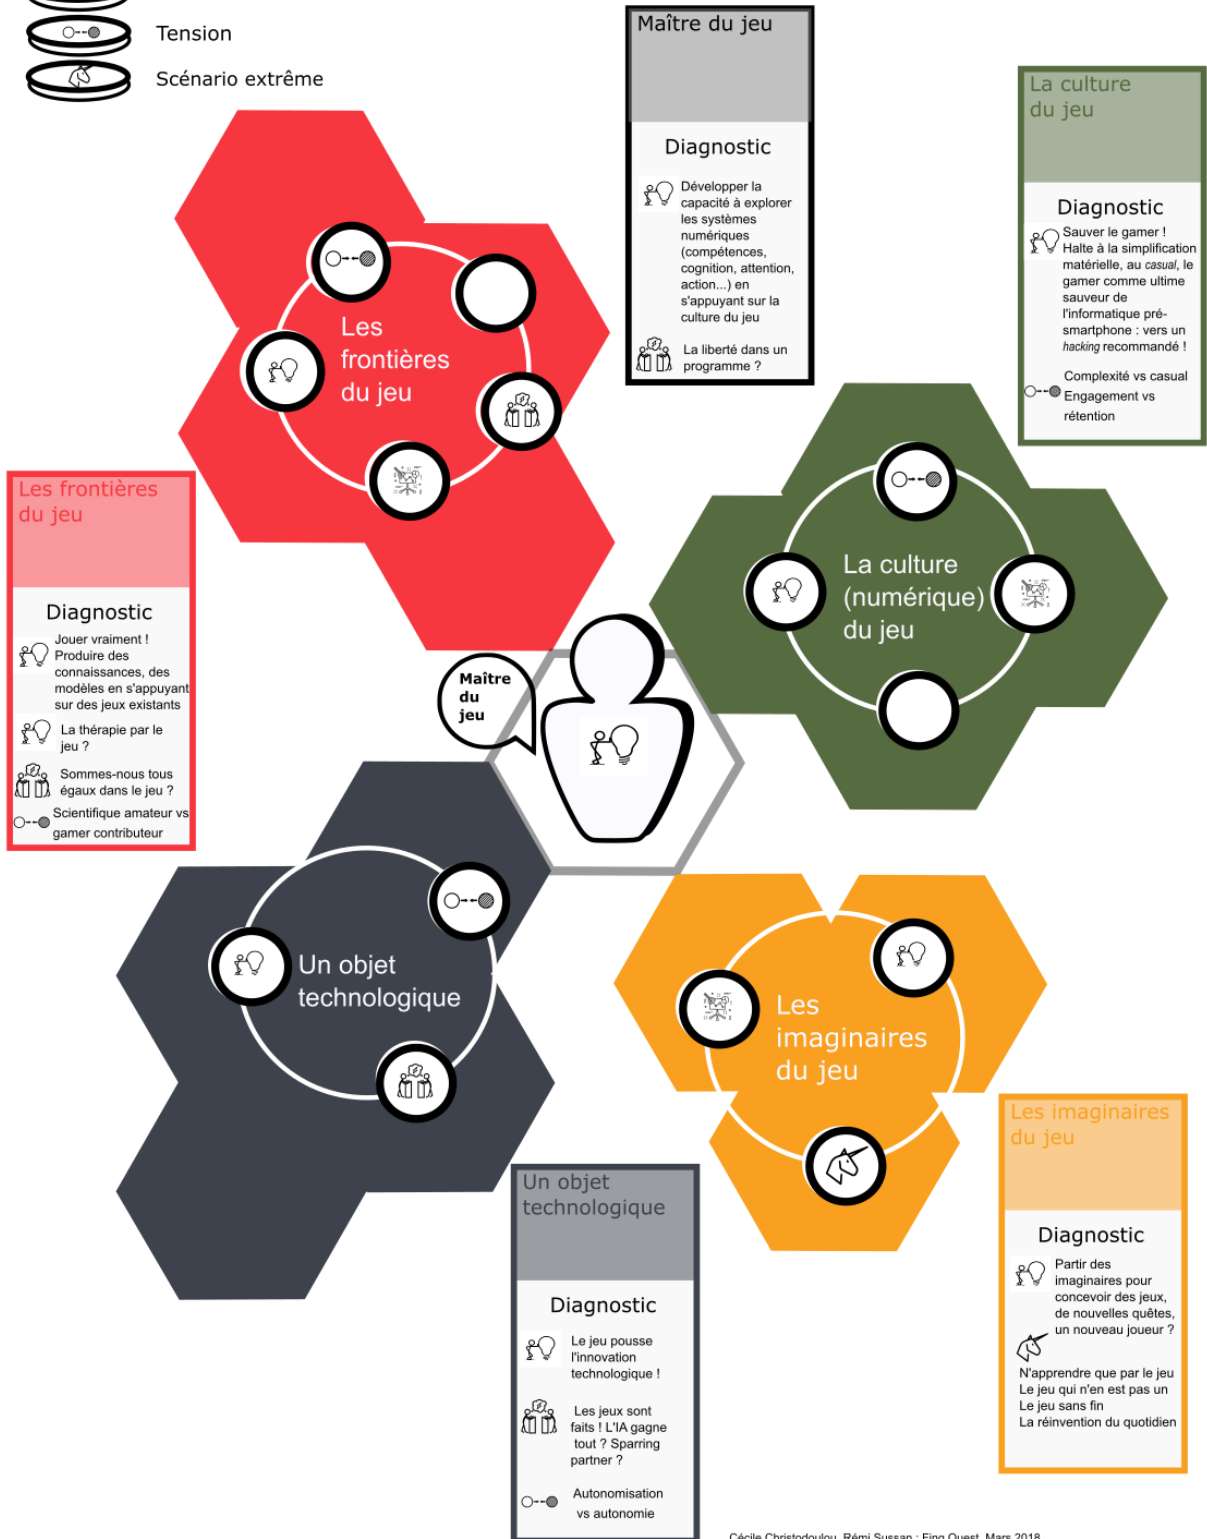 Tension
Scénario extrême
Maître du jeu
Diagnostic
Développer la
capacité à explorer
les systèmes
numériques
(compétences,
cognition, attention,
action...) en
s'appuyant sur la
culture du jeu
La liberté dans un
programme ?
La culture
du jeu
Diagnostic
Sauver le gamer !
Halte à la simplification
matérielle, au casual, le
gamer comme ultime
sauveur de
l'informatique pré-
smartphone : vers un
hacking recommandé !
Complexité vs casual
Engagement vs
rétention
Les
frontières
du jeu
Les frontières
du jeu
Diagnostic
Jouer vraiment !
Produire des
connaissances, des
modèles en s'appuyant
sur des jeux existants
La thérapie par le
jeu ?
Sommes-nous tous
égaux dans le jeu ?
Scientifique amateur vs
gamer contributeur
La culture
(numérique)
du jeu
Maître
du
jeu
Un objet
technologique
Les
imaginaires
du jeu
Les imaginaires
du jeu
Diagnostic
Partir des
imaginaires pour
concevoir des jeux,
de nouvelles quêtes,
un nouveau joueur ?
N'apprendre que par le jeu
Le jeu qui n'en est pas un
Le jeu sans fin
La réinvention du quotidien
Un objet
technologique
Diagnostic
Le jeu pousse
l'innovation
technologique !
Les jeux sont
faits ! L'IA gagne
tout ? Sparring
partner ?
Autonomisation
vs autonomie
Cécile Christodoulou, Rémi Sussan : Fing Quest, Mars 2018